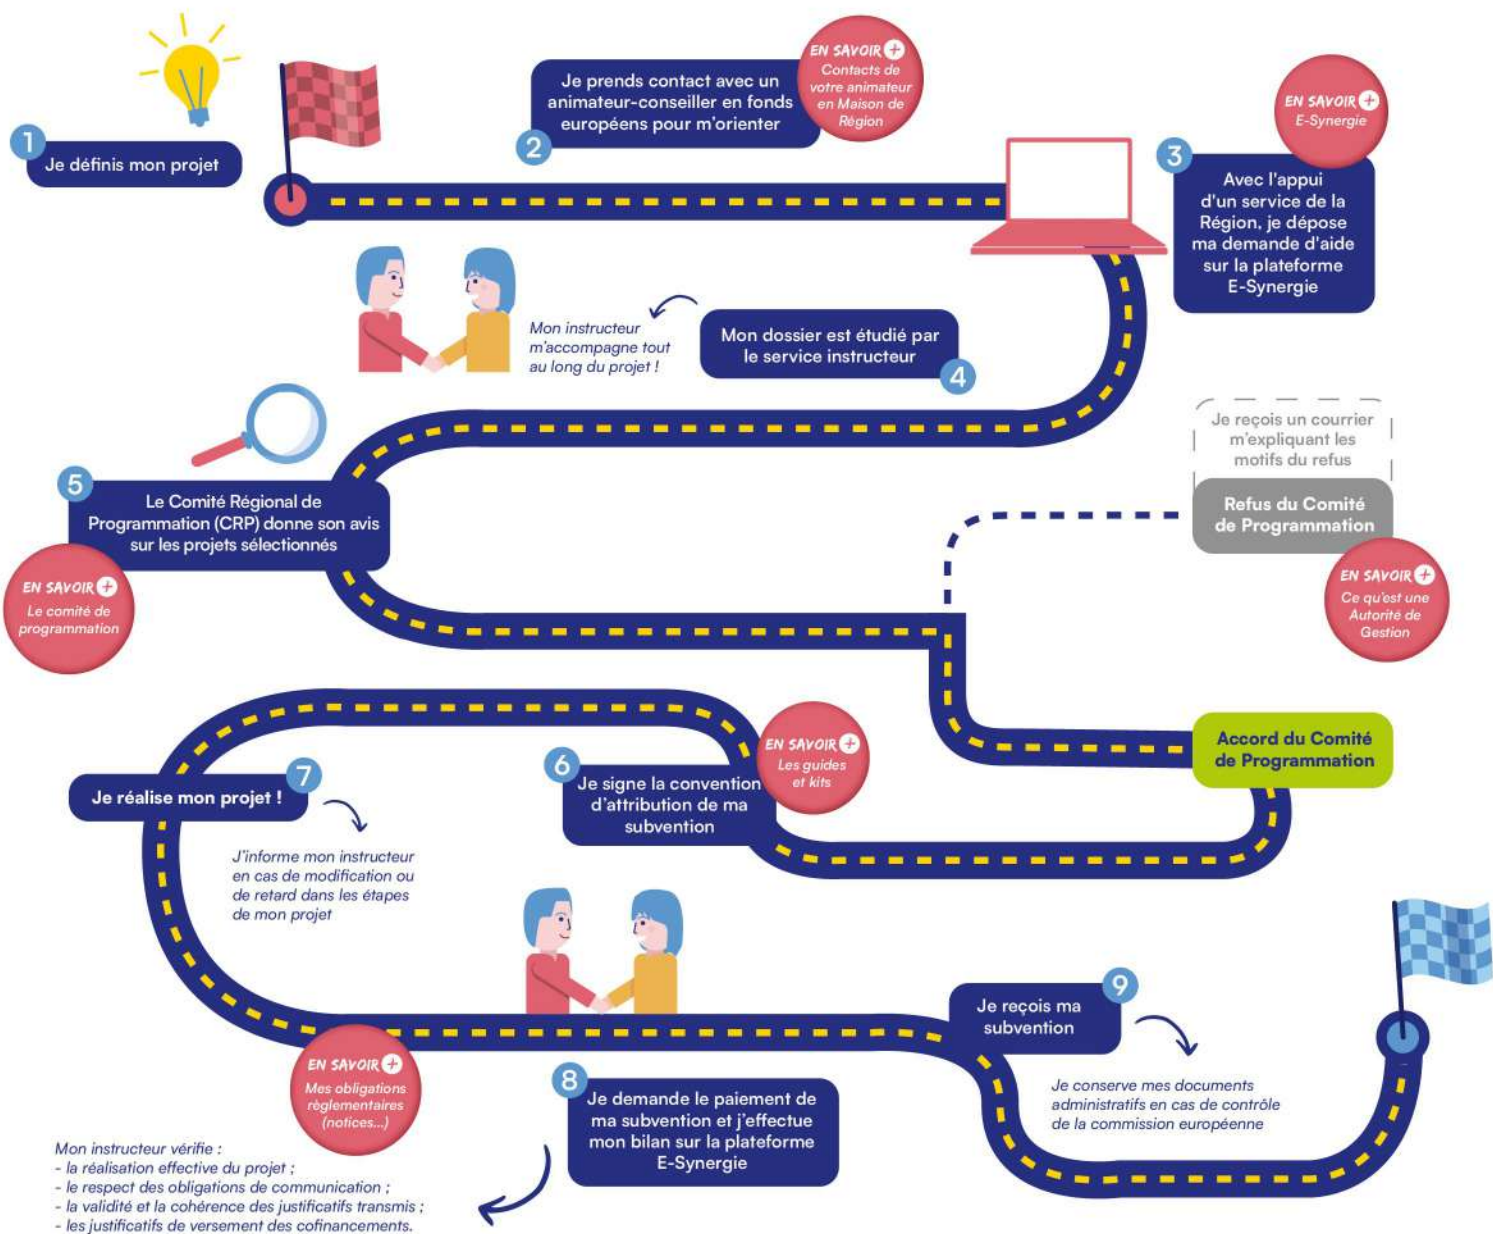 1
Je définis mon projet
2
Je prends contact avec un
animateur-conseiller en fonds
européens pour m'orienter
EN SAVOIR +
Contacts de
votre animateur
en Maison de
Région
3
EN SAVOIR +
E-Synergie
Avec l'appui
d'un service de la
Région, je dépose
ma demande d'aide
sur la plateforme
E-Synergie
Mon dossier est étudié par
le service instructeur
4
Mon instructeur
m'accompagne tout
au long du projet !
5
Le Comité Régional de
Programmation (CRP) donne son avis
sur les projets sélectionnés
EN SAVOIR +
Le comité de
programmation
Je reçois un courrier
m'expliquant les
motifs du refus
Refus du Comité
de Programmation
EN SAVOIR +
Ce qu'est une
Autorité de
Gestion
Accord du Comité
de Programmation
6
Je signe la convention
d'attribution de ma
subvention
EN SAVOIR +
Les guides
et kits
7
Je réalise mon projet !
J'informe mon instructeur
en cas de modification ou
de retard dans les étapes
de mon projet
EN SAVOIR +
Mes obligations
règlementaires
(notices...)
8
Je demande le paiement de
ma subvention et j'effectue
mon bilan sur la plateforme
E-Synergie
Mon instructeur vérifie :
- la réalisation effective du projet ;
- le respect des obligations de communication ;
- la validité et la cohérence des justificatifs transmis ;
- les justificatifs de versement des cofinancements.
9
Je reçois ma
subvention
Je conserve mes documents
administratifs en cas de contrôle
de la commission européenne